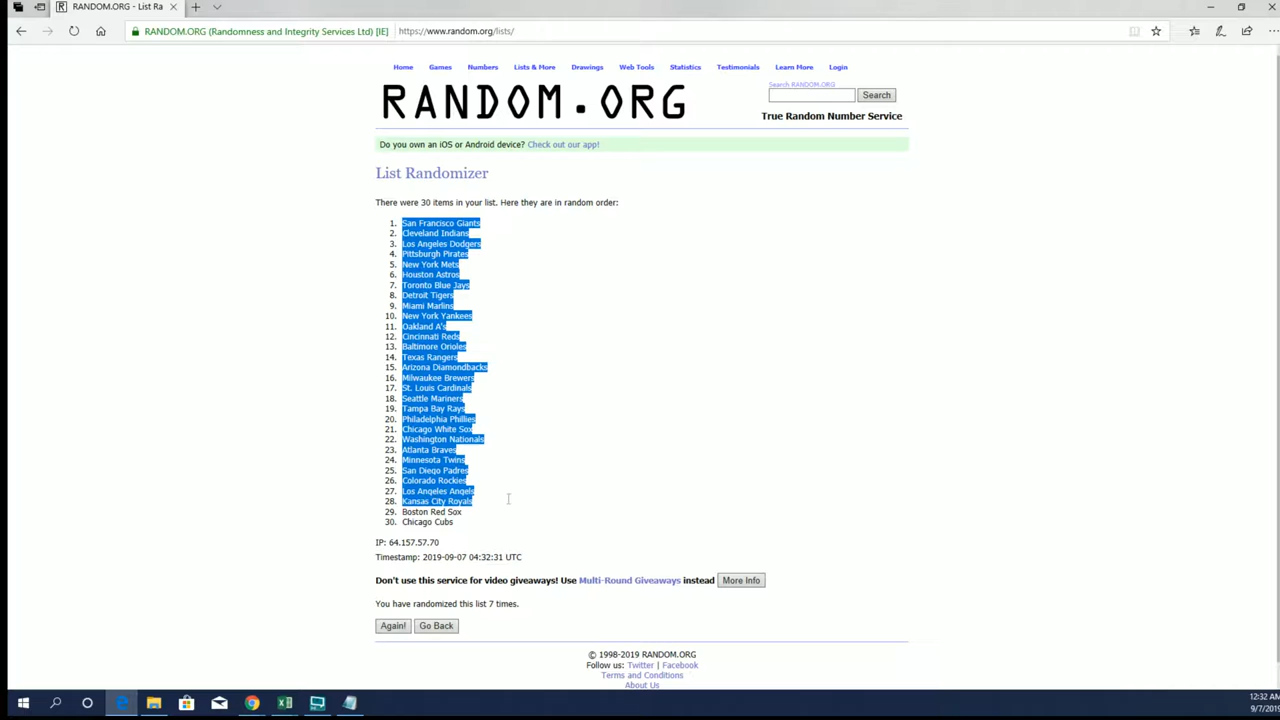 RANDOM.ORG - List Ra
RANDOM.ORG (Randomness and Integrity Services Ltd) [IE]
https://www.random.org/lists/
Home Games Numbers Lists & More Drawings Web Tools Statistics Testimonials Learn More Login
RANDOM.ORG
Search RANDOM.ORG
Search
True Random Number Service
Do you own an iOS or Android device? Check out our app!
List Randomizer
There were 30 items in your list. Here they are in random order:
1. San Francisco Giants
2. Cleveland Indians
3. Los Angeles Dodgers
4. Pittsburgh Pirates
5. New York Mets
6. Houston Astros
7. Toronto Blue Jays
8. Detroit Tigers
9. Miami Marlins
10. New York Yankees
11. Oakland A's
12. Cincinnati Reds
13. Baltimore Orioles
14. Texas Rangers
15. Arizona Diamondbacks
16. Milwaukee Brewers
17. St. Louis Cardinals
18. Seattle Mariners
19. Tampa Bay Rays
20. Philadelphia Phillies
21. Chicago White Sox
22. Washington Nationals
23. Atlanta Braves
24. Minnesota Twins
25. San Diego Padres
26. Colorado Rockies
27. Los Angeles Angels
28. Kansas City Royals
29. Boston Red Sox
30. Chicago Cubs
IP: 64.157.57.70
Timestamp: 2019-09-07 04:32:31 UTC
Don't use this service for video giveaways! Use Multi-Round Giveaways instead More Info
You have randomized this list 7 times.
Again! Go Back
© 1998-2019 RANDOM.ORG
Follow us: Twitter | Facebook
Terms and Conditions
About Us
12:32 AM
9/7/2019